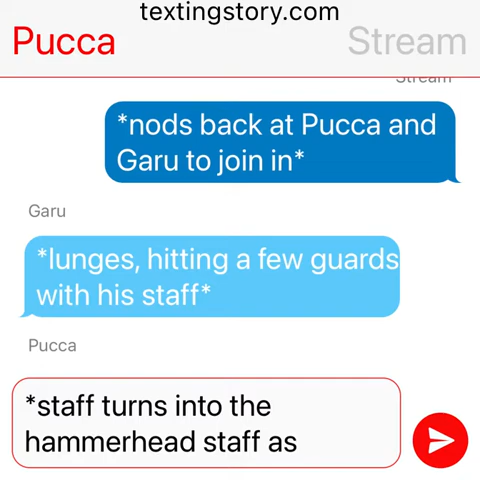 textingstory.com
Pucca Stream
Stream
*nods back at Pucca and
Garu to join in*
Garu
*lunges, hitting a few guards
with his staff*
Pucca
*staff turns into the
hammerhead staff as